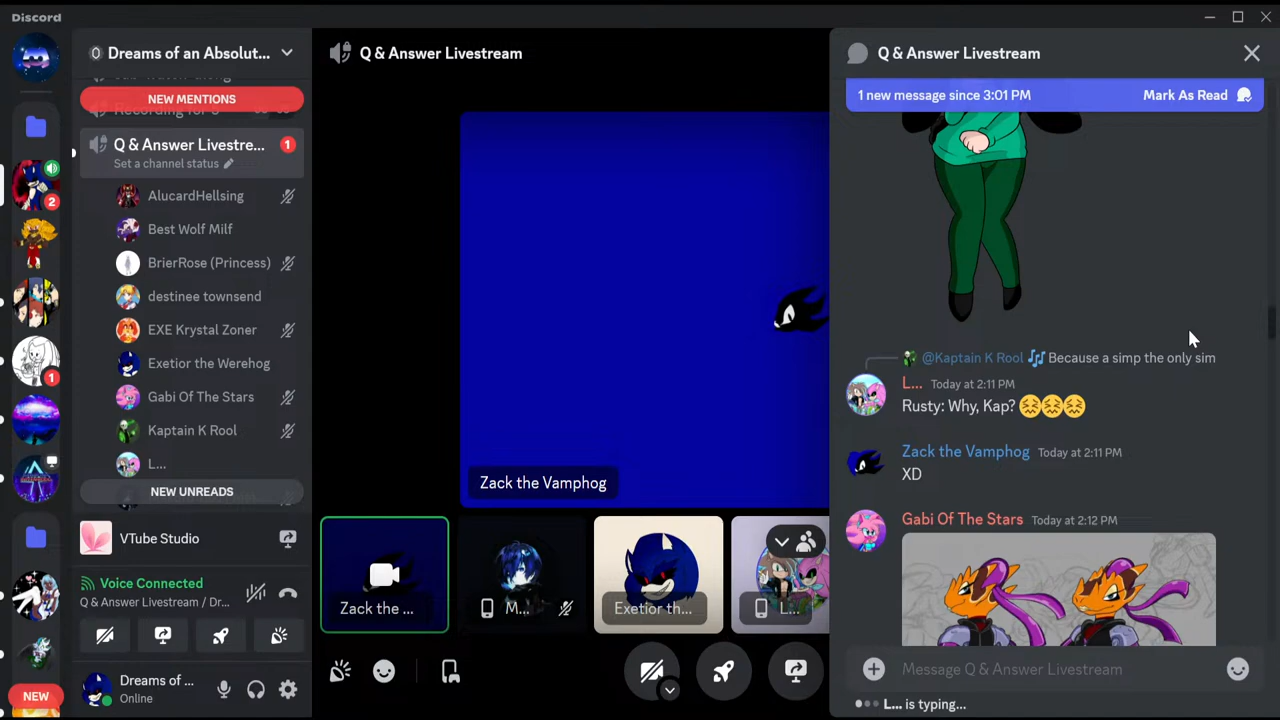 Discord
Dreams of an Absolut...
NEW MENTIONS
Q & Answer Livestre...
1
Set a channel status
AlucardHellsing
Best Wolf Milf
BrierRose (Princess)
destinee townsend
EXE Krystal Zoner
Exetior the Werehog
Gabi Of The Stars
Kaptain K Rool
L...
NEW UNREADS
VTube Studio
Voice Connected
Q & Answer Livestream / Dr...
Dreams of ...
Online
2
1
NEW
Q & Answer Livestream
Zack the Vamphog
Zack the ...
M...
Exetior th...
L...
Q & Answer Livestream
1 new message since 3:01 PM
Mark As Read
@Kaptain K Rool 🎶 Because a simp the only sim
L... Today at 2:11 PM
Rusty: Why, Kap? 😖😖😖
Zack the Vamphog Today at 2:11 PM
XD
Gabi Of The Stars Today at 2:12 PM
Message Q & Answer Livestream
L... is typing...